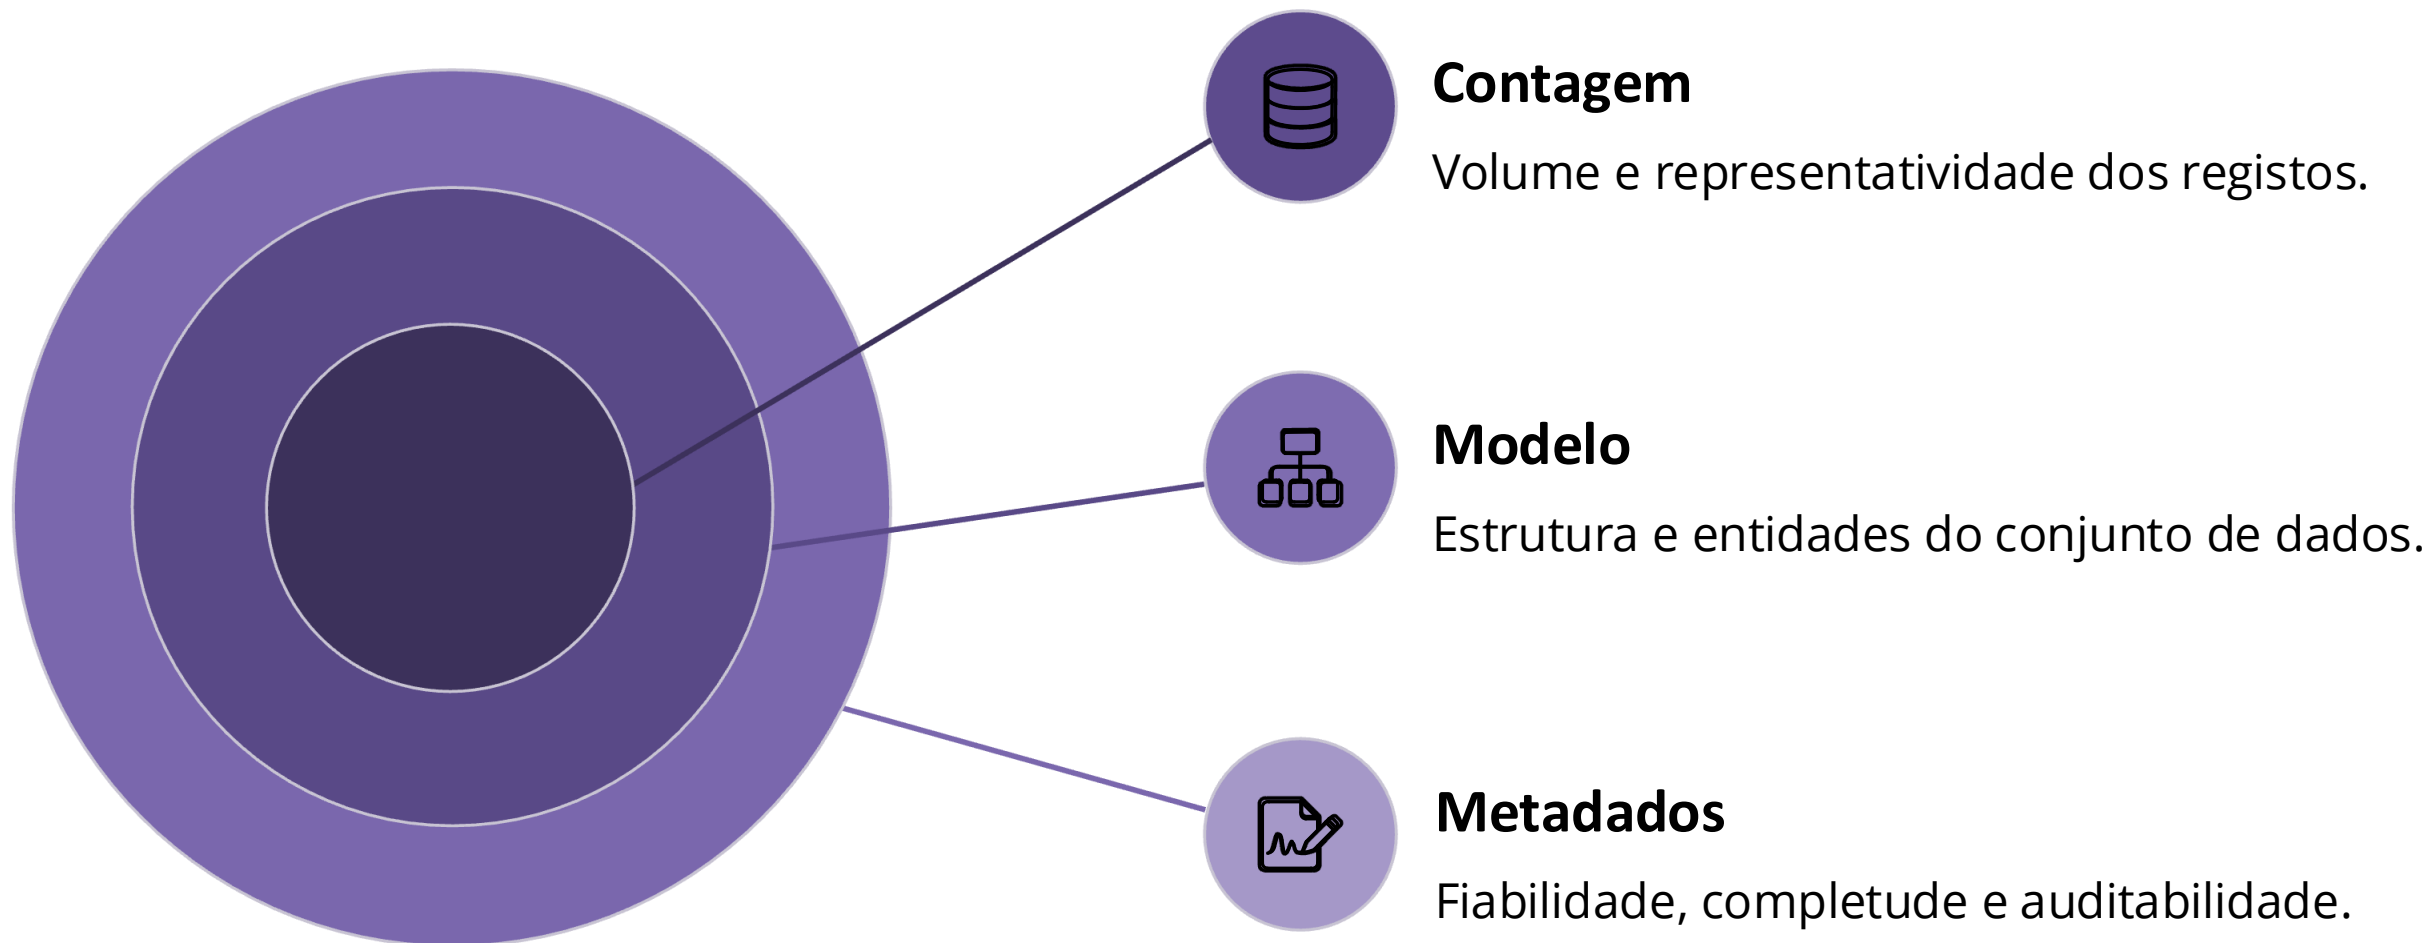 Contagem
Volume e representatividade dos registos.
Modelo
Estrutura e entidades do conjunto de dados.
Metadados
Fiabilidade, completude e auditabilidade.